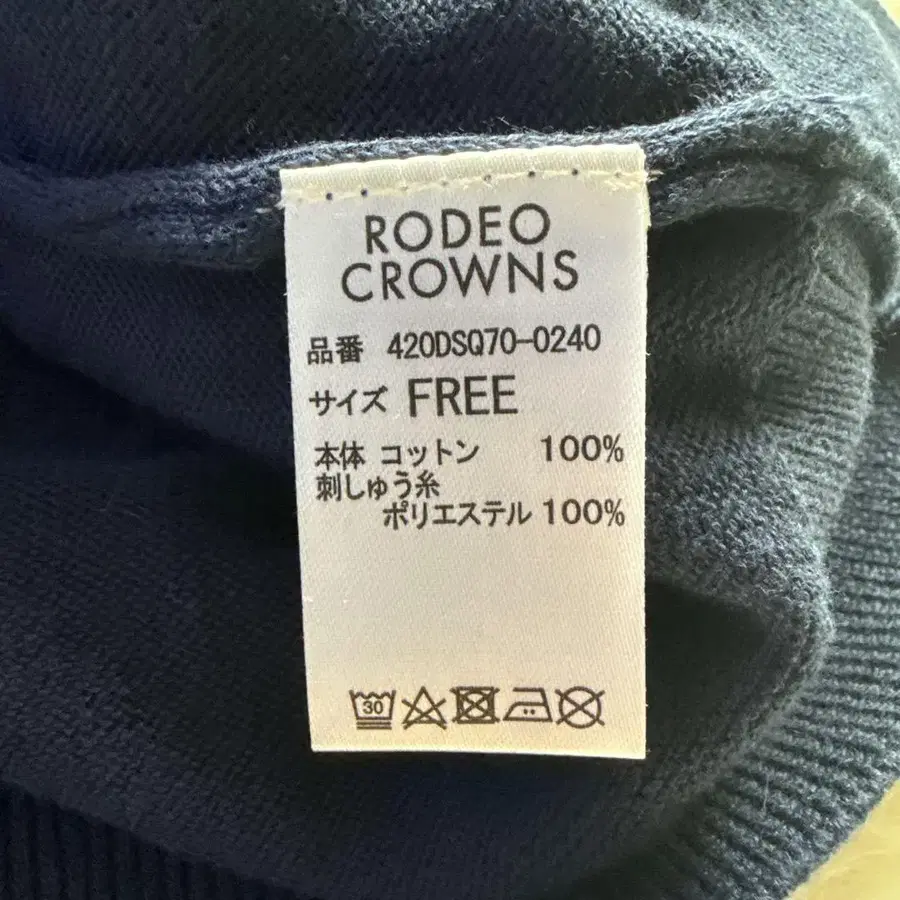 RODEO
CROWNS
品番 420DSQ70-0240
サイズ FREE
本体 コットン 100%
刺しゅう糸
ポリエステル 100%
30